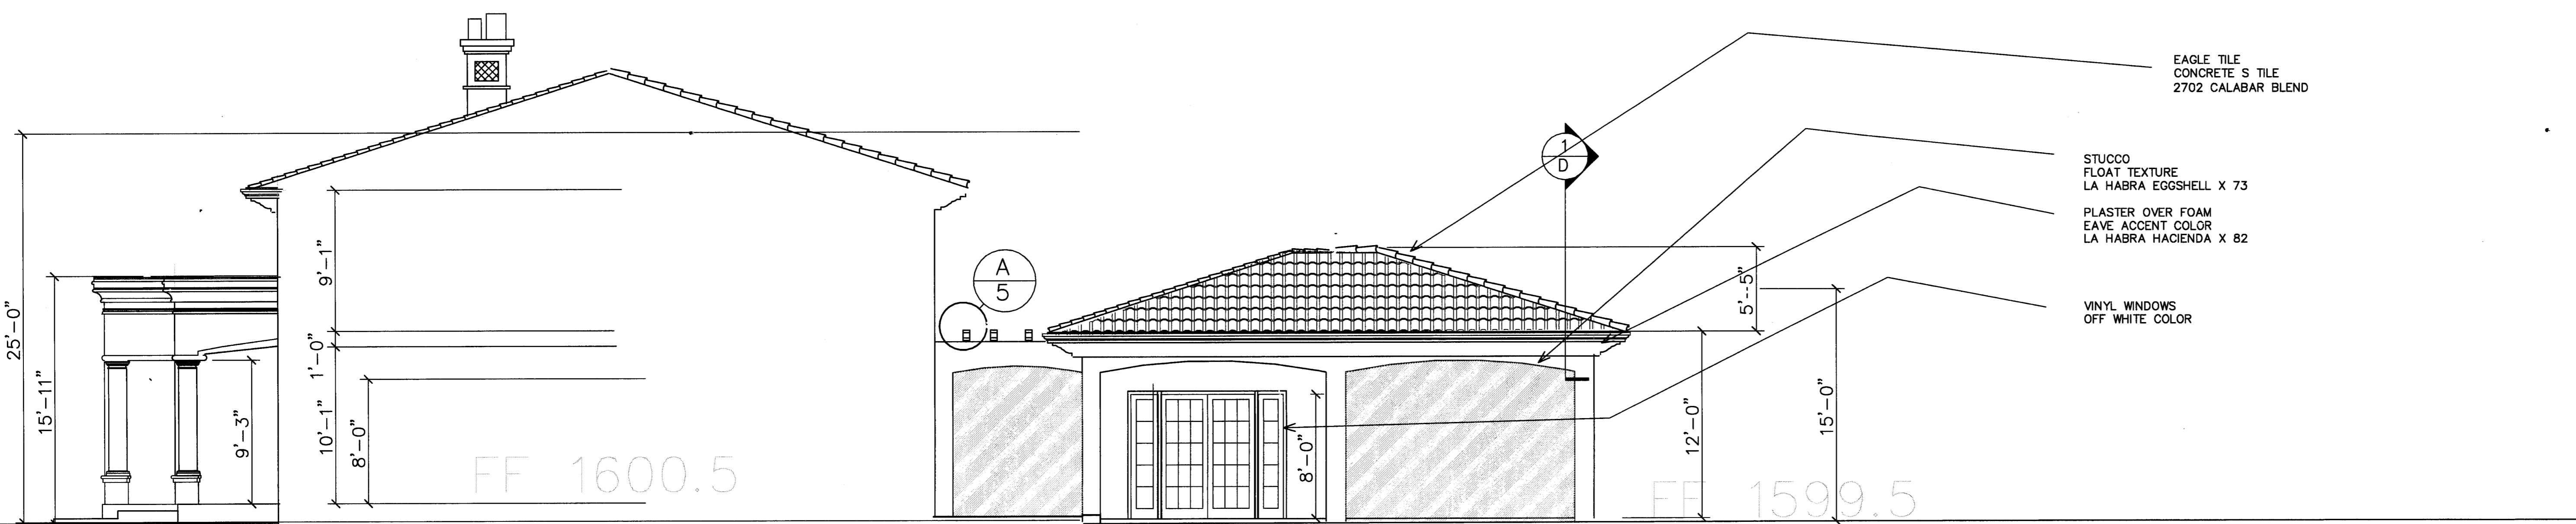 EAGLE TILE
CONCRETE S TILE
2702 CALABAR BLEND
1
D
STUCCO
FLOAT TEXTURE
LA HABRA EGGSHELL X 73
PLASTER OVER FOAM
EAVE ACCENT COLOR
LA HABRA HACIENDA X 82
VINYL WINDOWS
OFF WHITE COLOR
A
5
25'-0"
15'-11"
9'-3"
9'-1"
1'-0"
10'-1"
8'-0"
FF 1600.5
8'-0"
5'--5"
12'-0"
15'-0"
FF 1599.5